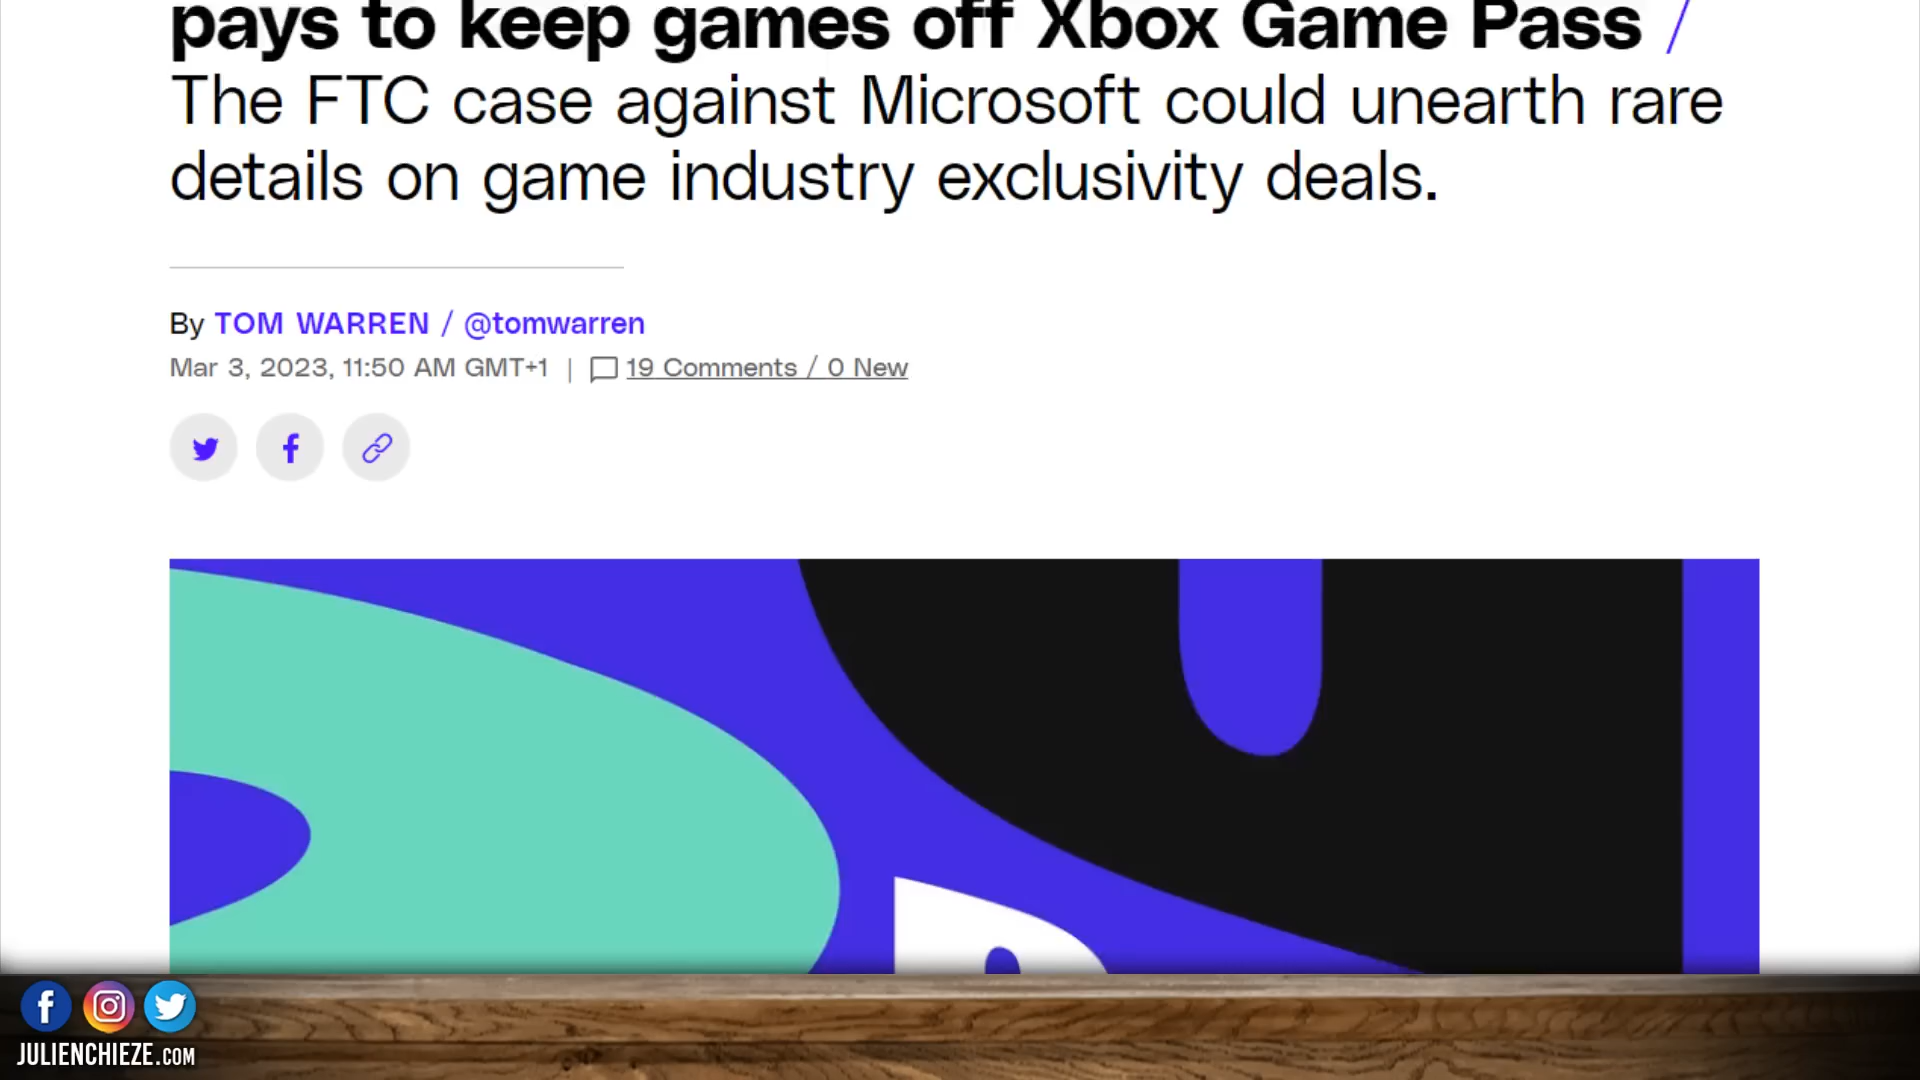 pays to keep games off Xbox Game Pass /
The FTC case against Microsoft could unearth rare
details on game industry exclusivity deals.
By TOM WARREN / @tomwarren
Mar 3, 2023, 11:50 AM GMT+1 | 19 Comments / 0 New
JULIENCHIEZE.COM